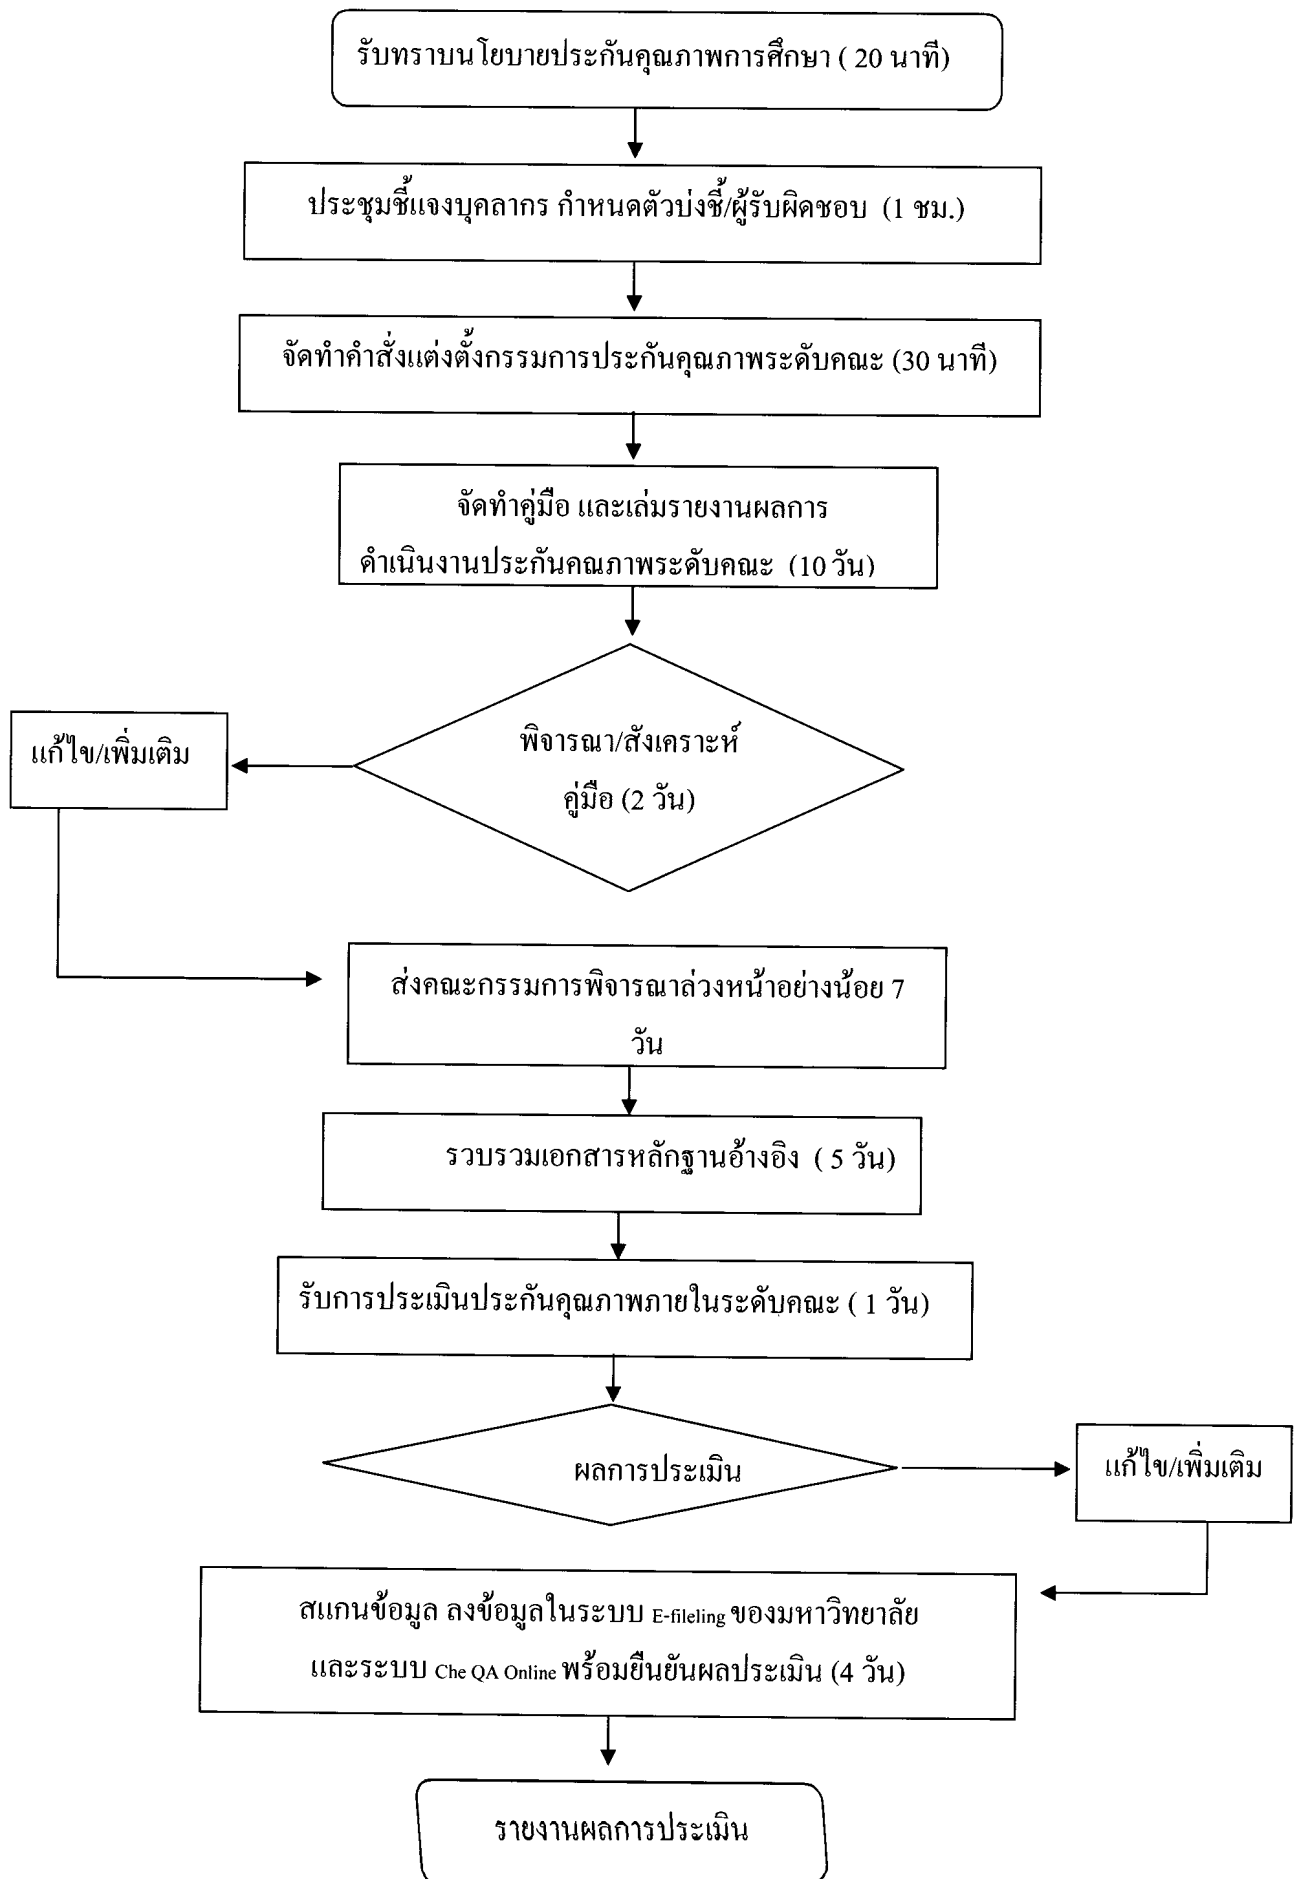 รับทราบนโยบายประกันคุณภาพการศึกษา ( 20 นาที)
ประชุมชี้แจงบุคลากร กำหนดตัวบ่งชี้/ผู้รับผิดชอบ (1 ชม.)
จัดทำคำสั่งแต่งตั้งกรรมการประกันคุณภาพระดับคณะ (30 นาที)
จัดทำคู่มือ และเล่มรายงานผลการ
ดำเนินงานประกันคุณภาพระดับคณะ (10 วัน)
พิจารณา/สังเคราะห์
คู่มือ (2 วัน)
แก้ไข/เพิ่มเติม
ส่งคณะกรรมการพิจารณาล่วงหน้าอย่างน้อย 7
วัน
รวบรวมเอกสารหลักฐานอ้างอิง ( 5 วัน)
รับการประเมินประกันคุณภาพภายในระดับคณะ ( 1 วัน)
ผลการประเมิน
แก้ไข/เพิ่มเติม
สแกนข้อมูล ลงข้อมูลในระบบ E-fileling ของมหาวิทยาลัย
และระบบ Che QA Online พร้อมยืนยันผลประเมิน (4 วัน)
รายงานผลการประเมิน